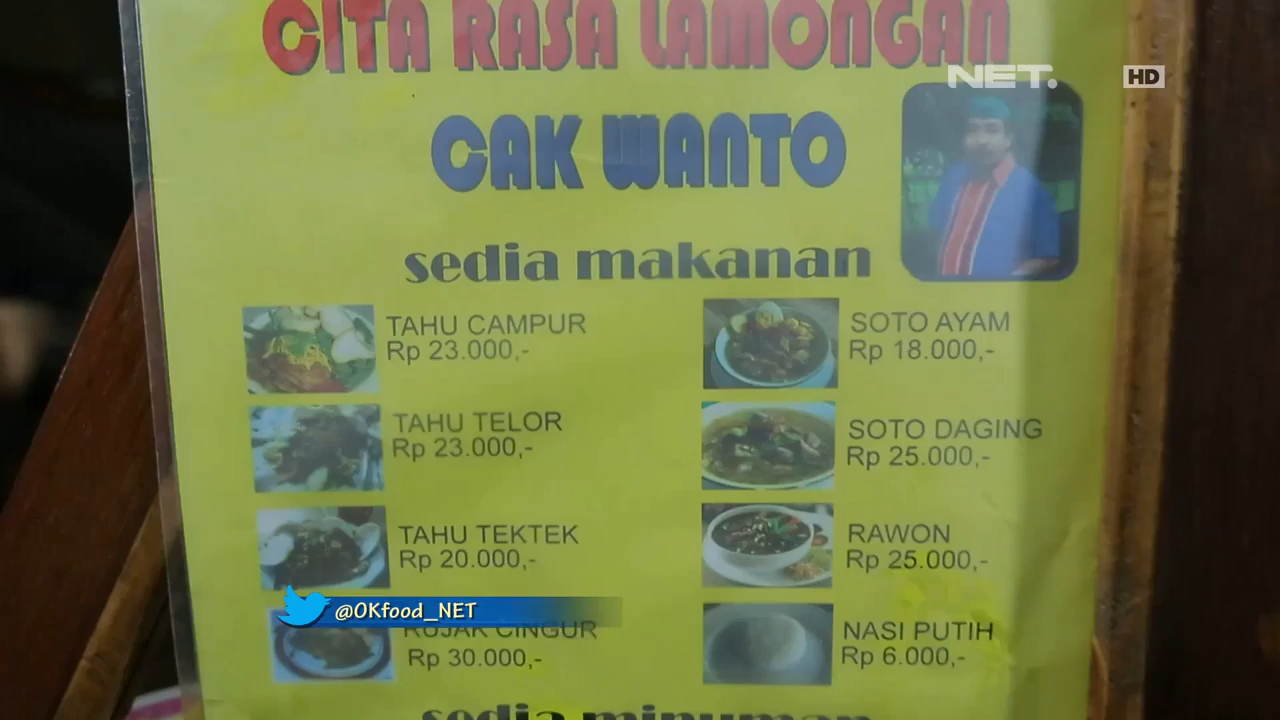 CITA RASA LAMONGAN
NET. HD
CAK WANTO
sedia makanan
TAHU CAMPUR
Rp 23.000,-
SOTO AYAM
Rp 18.000,-
TAHU TELOR
Rp 23.000,-
SOTO DAGING
Rp 25.000,-
TAHU TEKTEK
Rp 20.000,-
RAWON
Rp 25.000,-
@OKfood_NET
RUJAK CINGUR
Rp 30.000,-
NASI PUTIH
Rp 6.000,-
sedia minuman